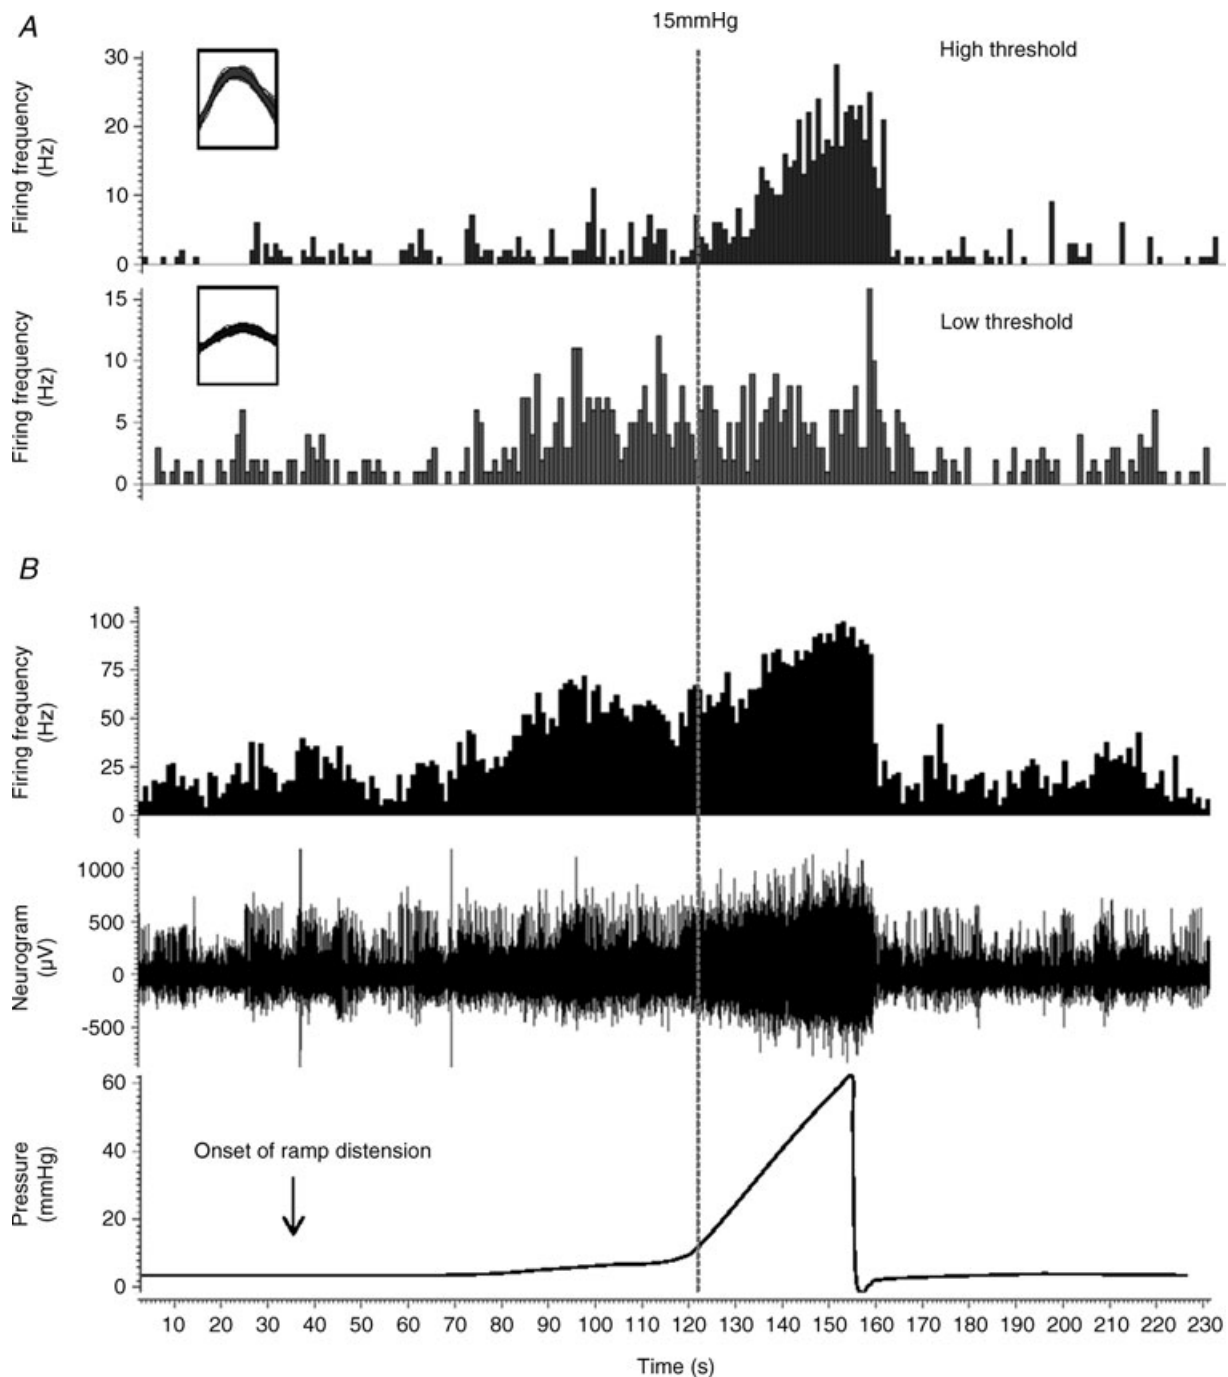 A
15mmHg
High threshold
Firing frequency
(Hz)
30
20
10
0
Low threshold
Firing frequency
(Hz)
15
10
5
0
B
Firing frequency
(Hz)
100
75
50
25
0
Neurogram
(µV)
1000
500
0
-500
Pressure
(mmHg)
60
40
20
0
Onset of ramp distension
10 20 30 40 50 60 70 80 90 100 110 120 130 140 150 160 170 180 190 200 210 220 230
Time (s)